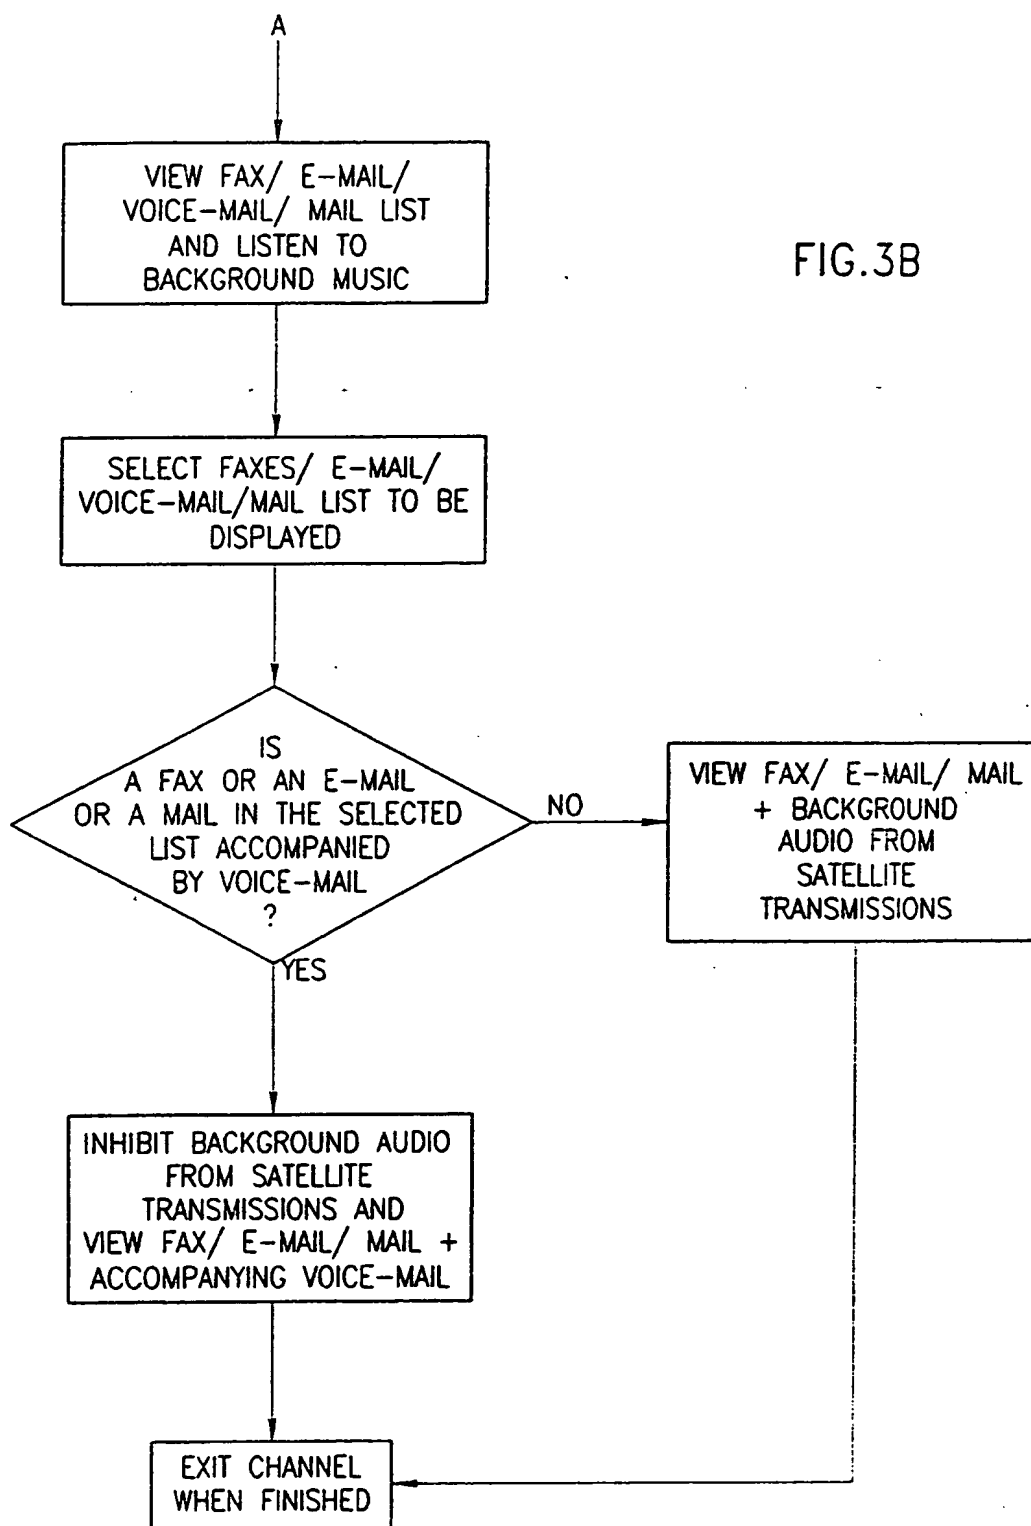 A
VIEW FAX/ E-MAIL/
VOICE-MAIL/ MAIL LIST
AND LISTEN TO
BACKGROUND MUSIC
FIG.3B
SELECT FAXES/ E-MAIL/
VOICE-MAIL/MAIL LIST TO BE
DISPLAYED
IS
A FAX OR AN E-MAIL
OR A MAIL IN THE SELECTED
LIST ACCOMPANIED
BY VOICE-MAIL
?
NO
VIEW FAX/ E-MAIL/ MAIL
+ BACKGROUND
AUDIO FROM
SATELLITE
TRANSMISSIONS
YES
INHIBIT BACKGROUND AUDIO
FROM SATELLITE
TRANSMISSIONS AND
VIEW FAX/ E-MAIL/ MAIL +
ACCOMPANYING VOICE-MAIL
EXIT CHANNEL
WHEN FINISHED